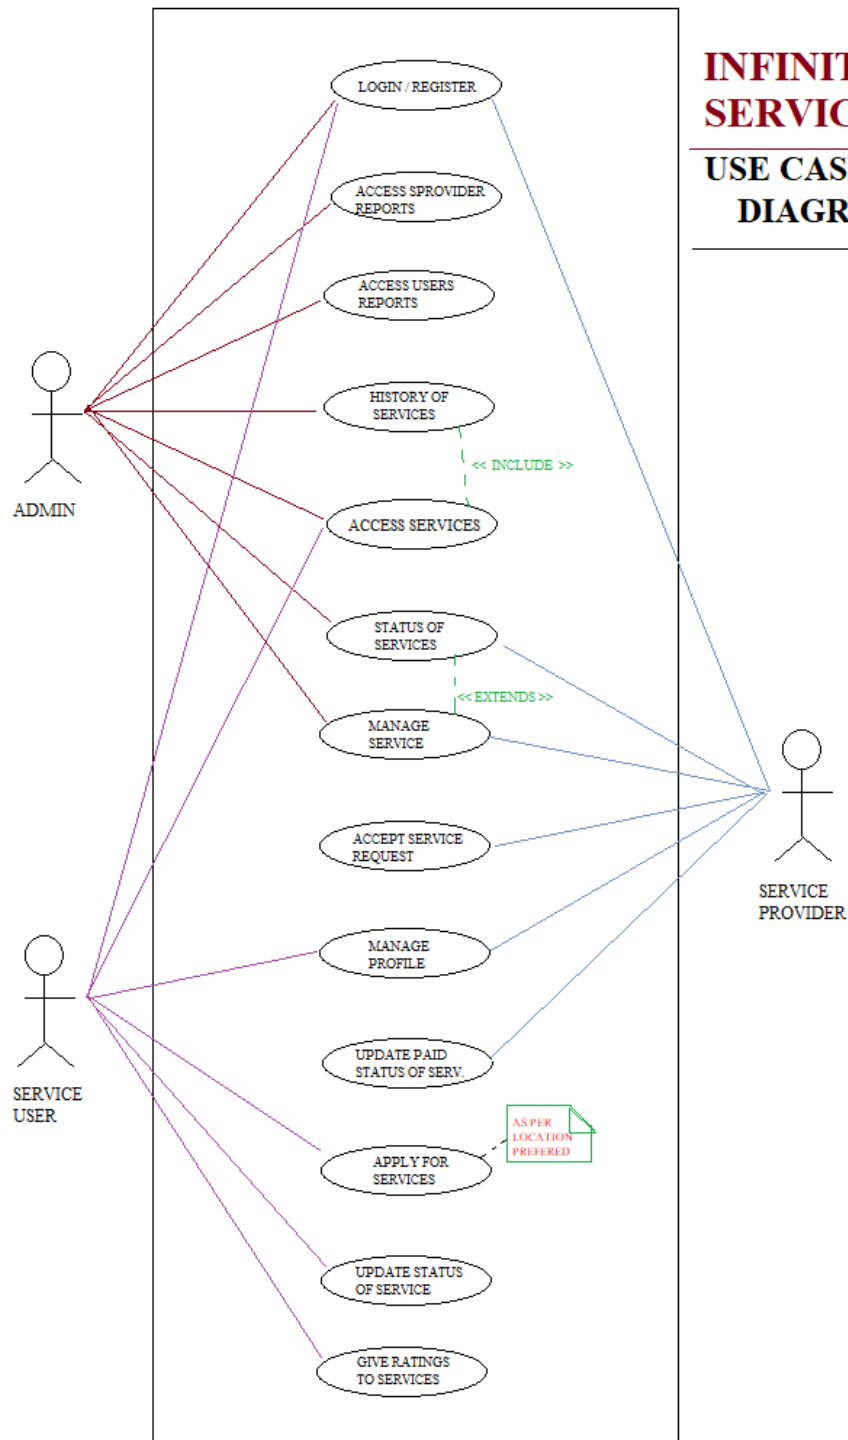 LOGIN / REGISTER
INFINIT
SERVIC
USE CAS
DIAGR
ACCESS SPROVIDER
REPORTS
ACCESS USERS
REPORTS
HISTORY OF
SERVICES
<< INCLUDE >>
ADMIN
ACCESS SERVICES
STATUS OF
SERVICES
<< EXTENDS >>
MANAGE
SERVICE
ACCEPT SERVICE
REQUEST
SERVICE
PROVIDER
MANAGE
PROFILE
UPDATE PAID
STATUS OF SERV.
SERVICE
USER
AS PER
LOCATION
PREFERED
APPLY FOR
SERVICES
UPDATE STATUS
OF SERVICE
GIVE RATINGS
TO SERVICES